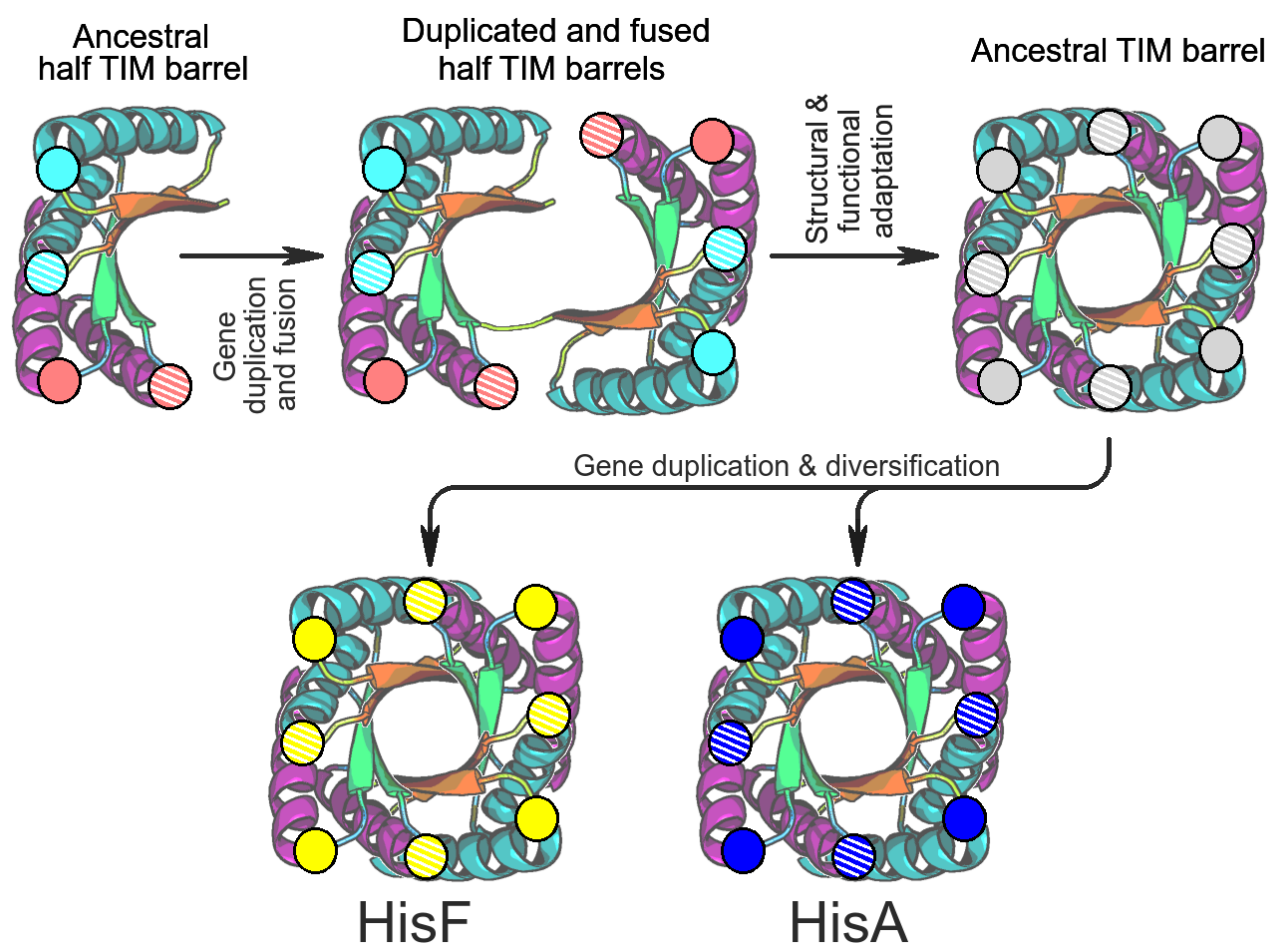 Ancestral
half TIM barrel
Duplicated and fused
half TIM barrels
Ancestral TIM barrel
Gene
duplication
and fusion
Structural &
functional
adaptation
Gene duplication & diversification
HisF
HisA